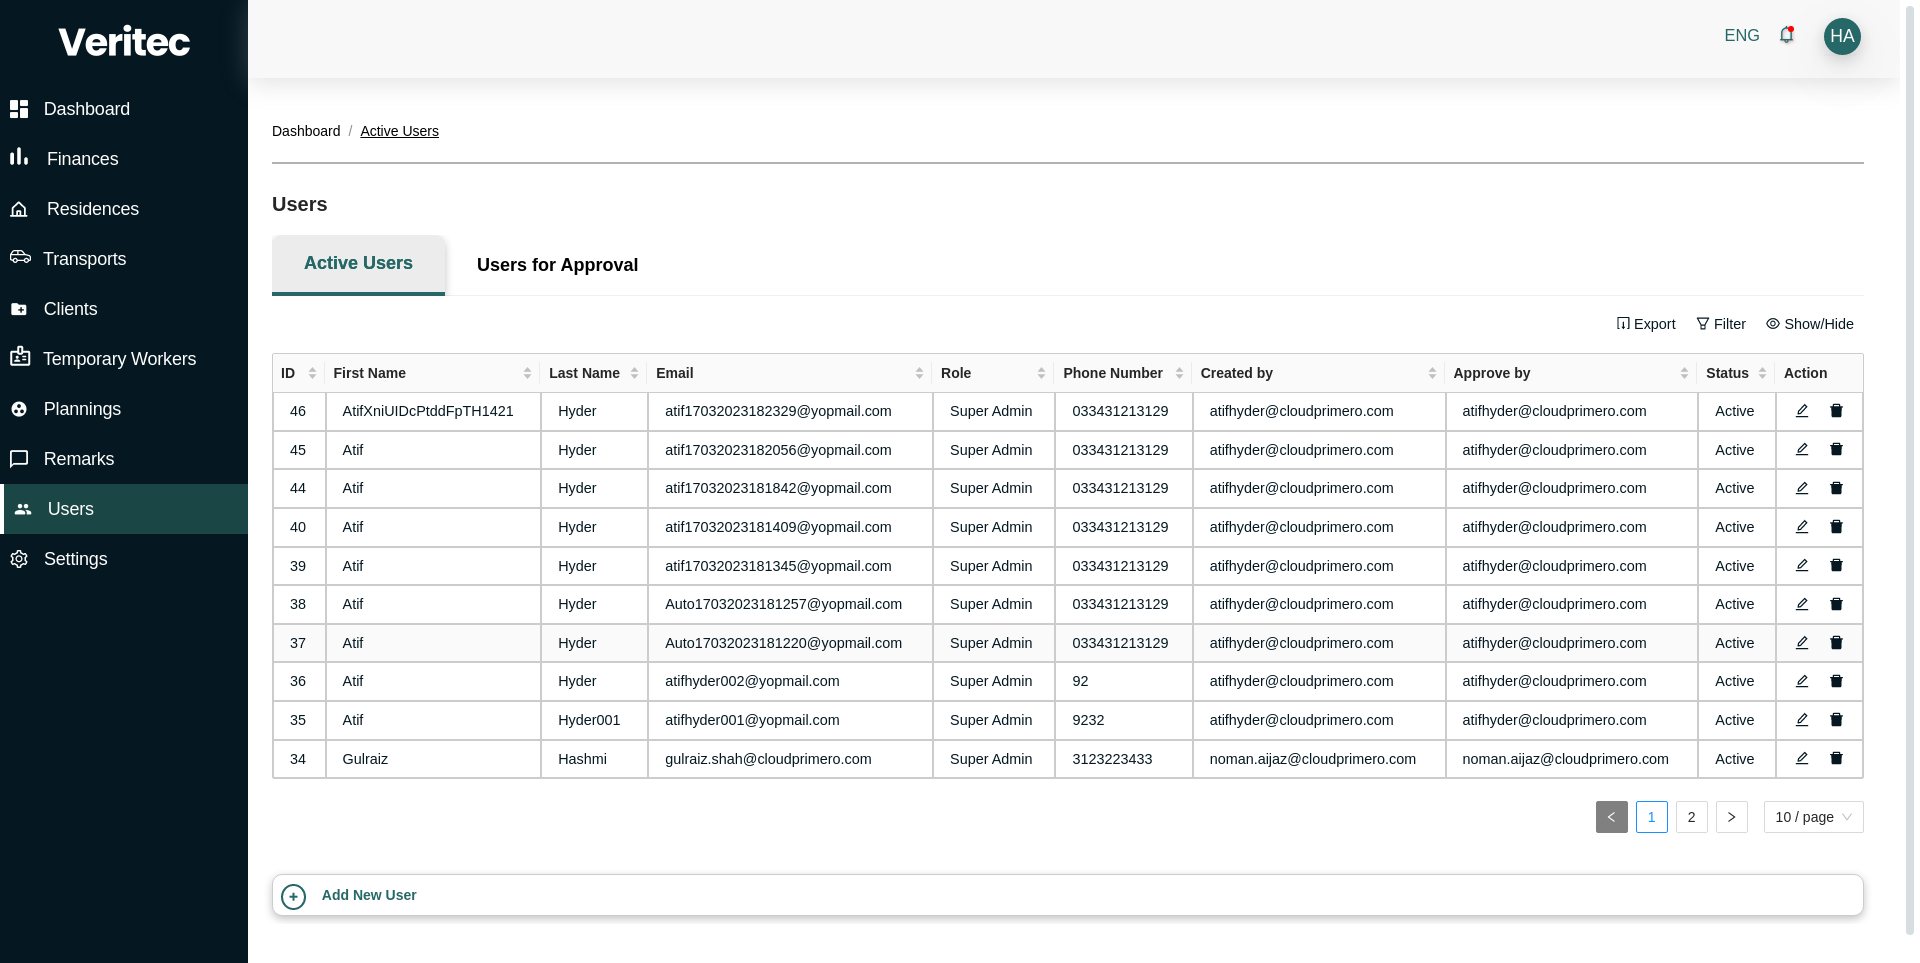 Veritec
ENG HA
Dashboard
Finances
Residences
Transports
Clients
Temporary Workers
Plannings
Remarks
Users
Settings
Dashboard / Active Users
Users
Active Users Users for Approval
Export Filter Show/Hide
ID First Name Last Name Email Role Phone Number Created by Approve by Status Action
46 AtifXniUIDcPtddFpTH1421 Hyder atif17032023182329@yopmail.com Super Admin 033431213129 atifhyder@cloudprimero.com atifhyder@cloudprimero.com Active
45 Atif Hyder atif17032023182056@yopmail.com Super Admin 033431213129 atifhyder@cloudprimero.com atifhyder@cloudprimero.com Active
44 Atif Hyder atif17032023181842@yopmail.com Super Admin 033431213129 atifhyder@cloudprimero.com atifhyder@cloudprimero.com Active
40 Atif Hyder atif17032023181409@yopmail.com Super Admin 033431213129 atifhyder@cloudprimero.com atifhyder@cloudprimero.com Active
39 Atif Hyder atif17032023181345@yopmail.com Super Admin 033431213129 atifhyder@cloudprimero.com atifhyder@cloudprimero.com Active
38 Atif Hyder Auto17032023181257@yopmail.com Super Admin 033431213129 atifhyder@cloudprimero.com atifhyder@cloudprimero.com Active
37 Atif Hyder Auto17032023181220@yopmail.com Super Admin 033431213129 atifhyder@cloudprimero.com atifhyder@cloudprimero.com Active
36 Atif Hyder atifhyder002@yopmail.com Super Admin 92 atifhyder@cloudprimero.com atifhyder@cloudprimero.com Active
35 Atif Hyder001 atifhyder001@yopmail.com Super Admin 9232 atifhyder@cloudprimero.com atifhyder@cloudprimero.com Active
34 Gulraiz Hashmi gulraiz.shah@cloudprimero.com Super Admin 3123223433 noman.aijaz@cloudprimero.com noman.aijaz@cloudprimero.com Active
1 2 10 / page
Add New User